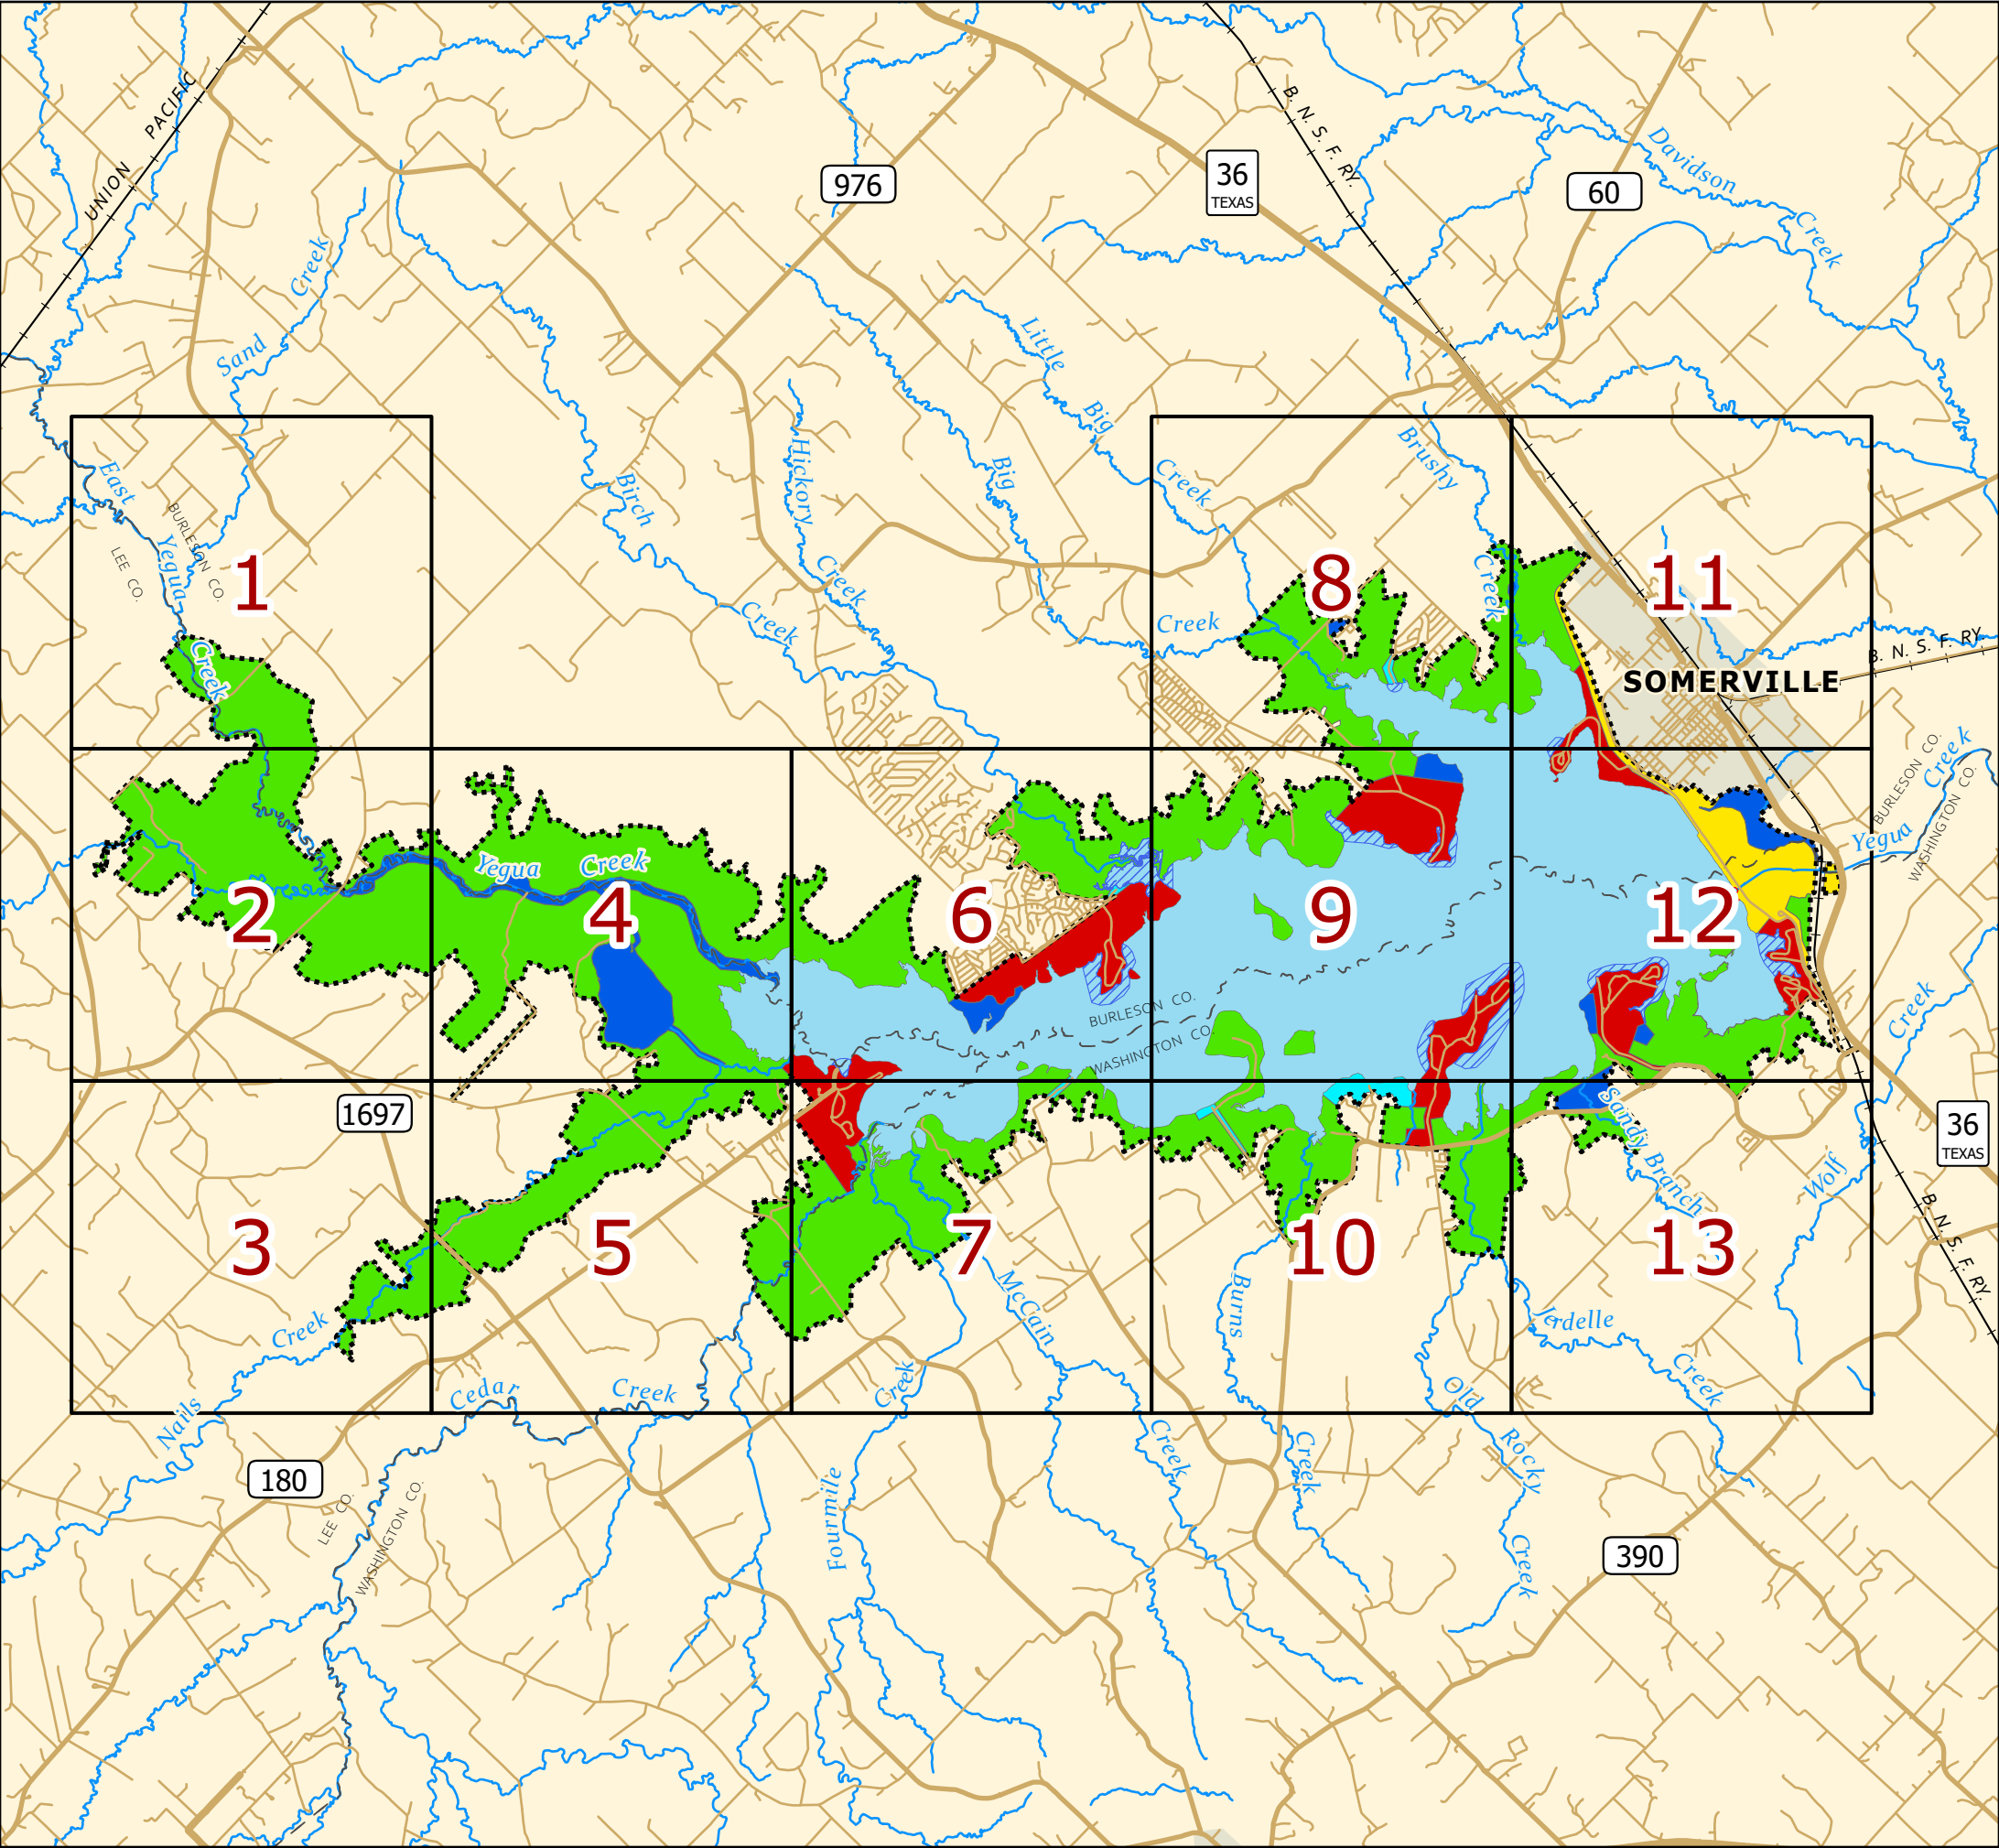 UNION PACIFIC
B. N. S. F. RY.
976
36
TEXAS
60
Davidson
Creek
Sand
Creek
Little
Big
Creek
Big
Creek
Hickory
Creek
Birch
Creek
Brushy
Creek
East
Yegua
Creek
BURLESON CO.
LEE CO.
1
8
11
B. N. S. F. RY.
SOMERVILLE
BURLESON CO.
WASHINGTON CO.
Yegua
Creek
Yegua
Creek
2
4
6
9
12
BURLESON CO.
WASHINGTON CO.
Creek
Wolf
1697
36
TEXAS
B. N. S. F. RY.
Sandy Branch
3
5
7
10
13
Nails
Creek
Cedar
Creek
McCain
Creek
Burns
Creek
Jerdelle
Creek
Old
Rocky
Creek
Fourmile
Creek
180
LEE CO.
WASHINGTON CO.
390